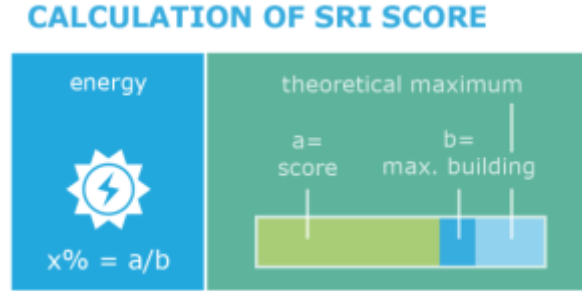 CALCULATION OF SRI SCORE
energy
x% = a/b
theoretical maximum
a=
score
b=
max. building